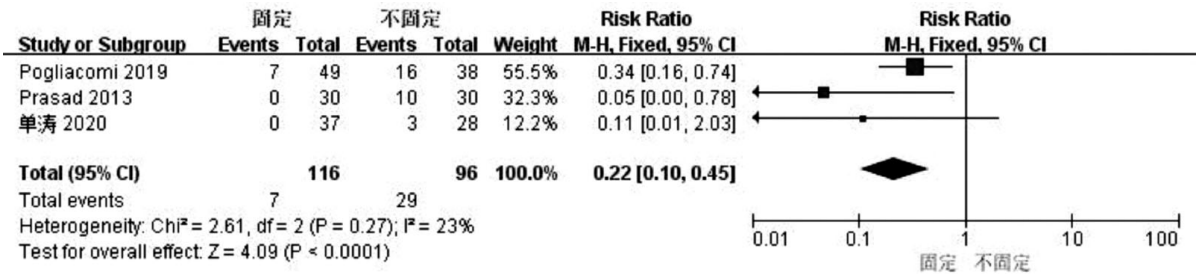 固定 不固定 Risk Ratio Risk Ratio
Study or Subgroup Events Total Events Total Weight M-H, Fixed, 95% CI M-H, Fixed, 95% CI
Pogliacomi 2019 7 49 16 38 55.5% 0.34 [0.16, 0.74]
Prasad 2013 0 30 10 30 32.3% 0.05 [0.00, 0.78]
单涛 2020 0 37 3 28 12.2% 0.11 [0.01, 2.03]
Total (95% CI) 116 96 100.0% 0.22 [0.10, 0.45]
Total events 7 29
Heterogeneity: Chi² = 2.61, df = 2 (P = 0.27); I² = 23%
Test for overall effect: Z = 4.09 (P < 0.0001)
0.01 0.1 1 10 100
固定 不固定